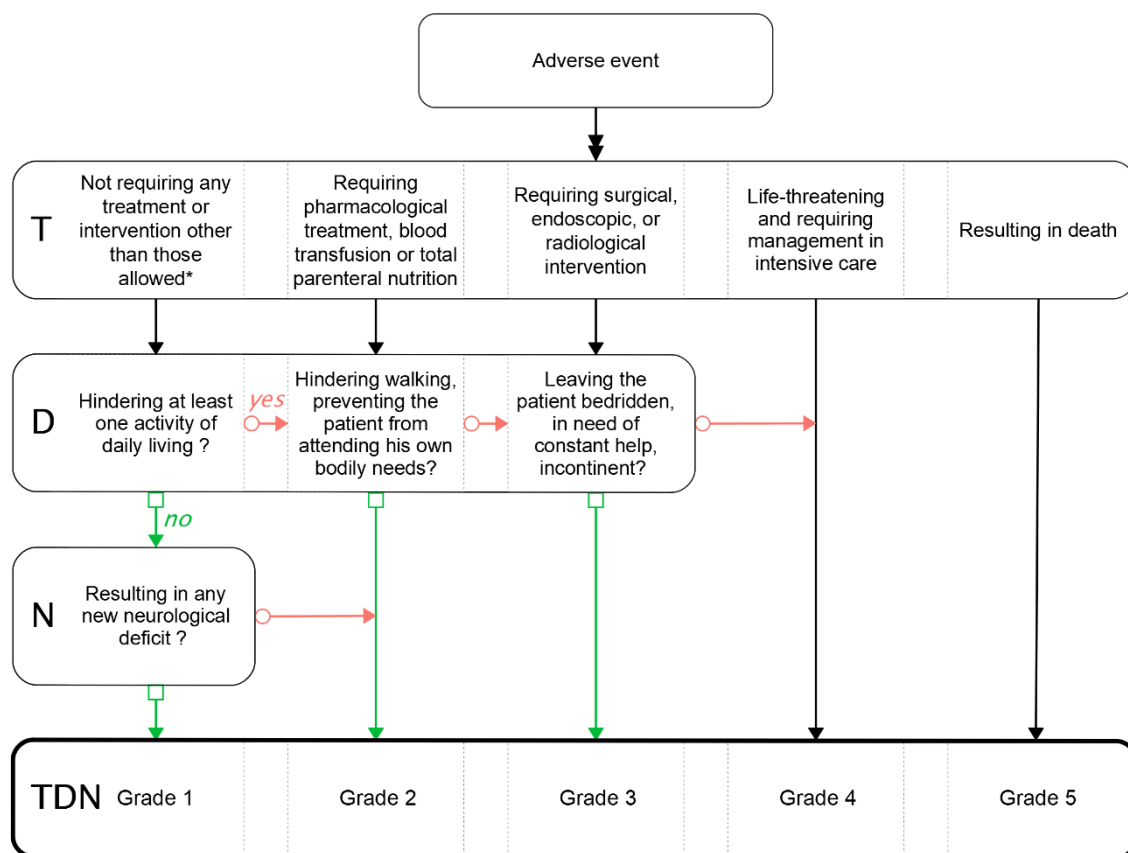 Adverse event
T
Not requiring any
treatment or
intervention other
than those
allowed*
Requiring
pharmacological
treatment, blood
transfusion or total
parenteral nutrition
Requiring surgical,
endoscopic, or
radiological
intervention
Life-threatening
and requiring
management in
intensive care
Resulting in death
D
Hindering at least
one activity of
daily living ?
yes
Hindering walking,
preventing the
patient from
attending his own
bodily needs?
Leaving the
patient bedridden,
in need of
constant help,
incontinent?
no
N
Resulting in any
new neurological
deficit ?
TDN
Grade 1
Grade 2
Grade 3
Grade 4
Grade 5